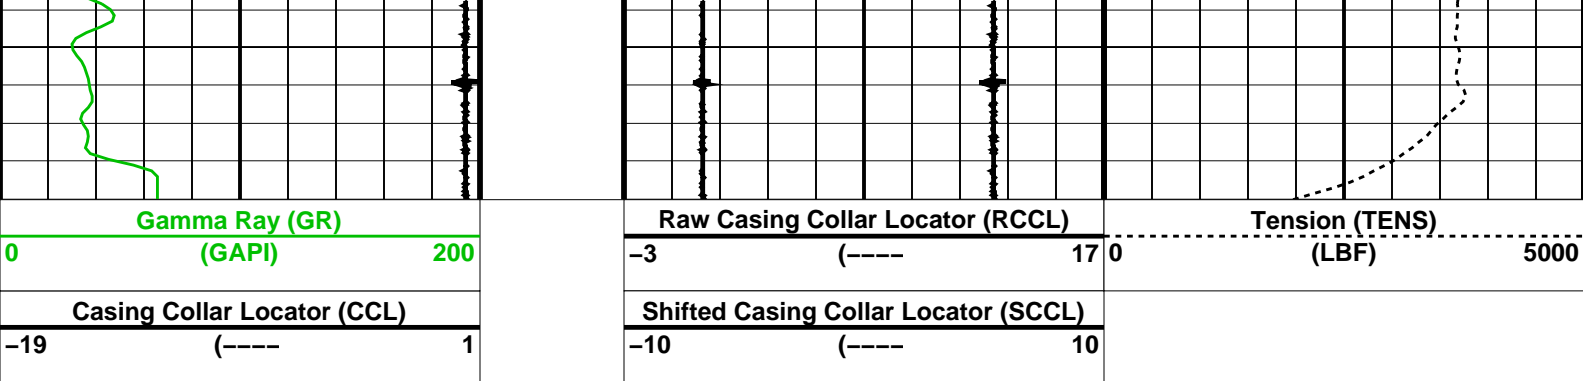 Gamma Ray (GR)
0 (GAPI) 200
Casing Collar Locator (CCL)
−19 (−−−− 1
Raw Casing Collar Locator (RCCL)
−3 (−−−− 17
Shifted Casing Collar Locator (SCCL)
−10 (−−−− 10
Tension (TENS)
0 (LBF) 5000